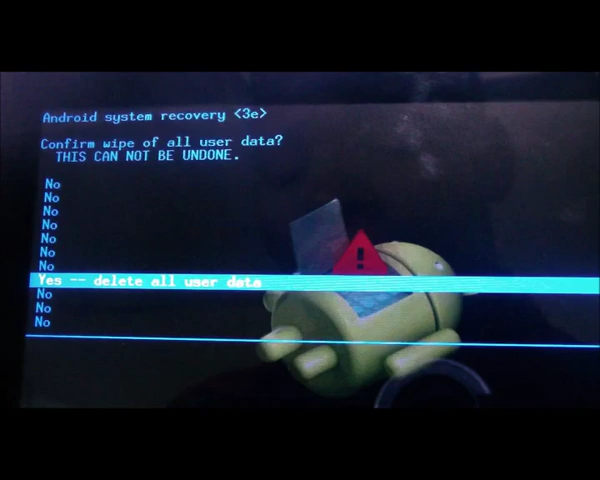 Android system recovery <3e>
Confirm wipe of all user data?
THIS CAN NOT BE UNDONE.
No
No
No
No
No
No
No
Yes -- delete all user data
No
No
No